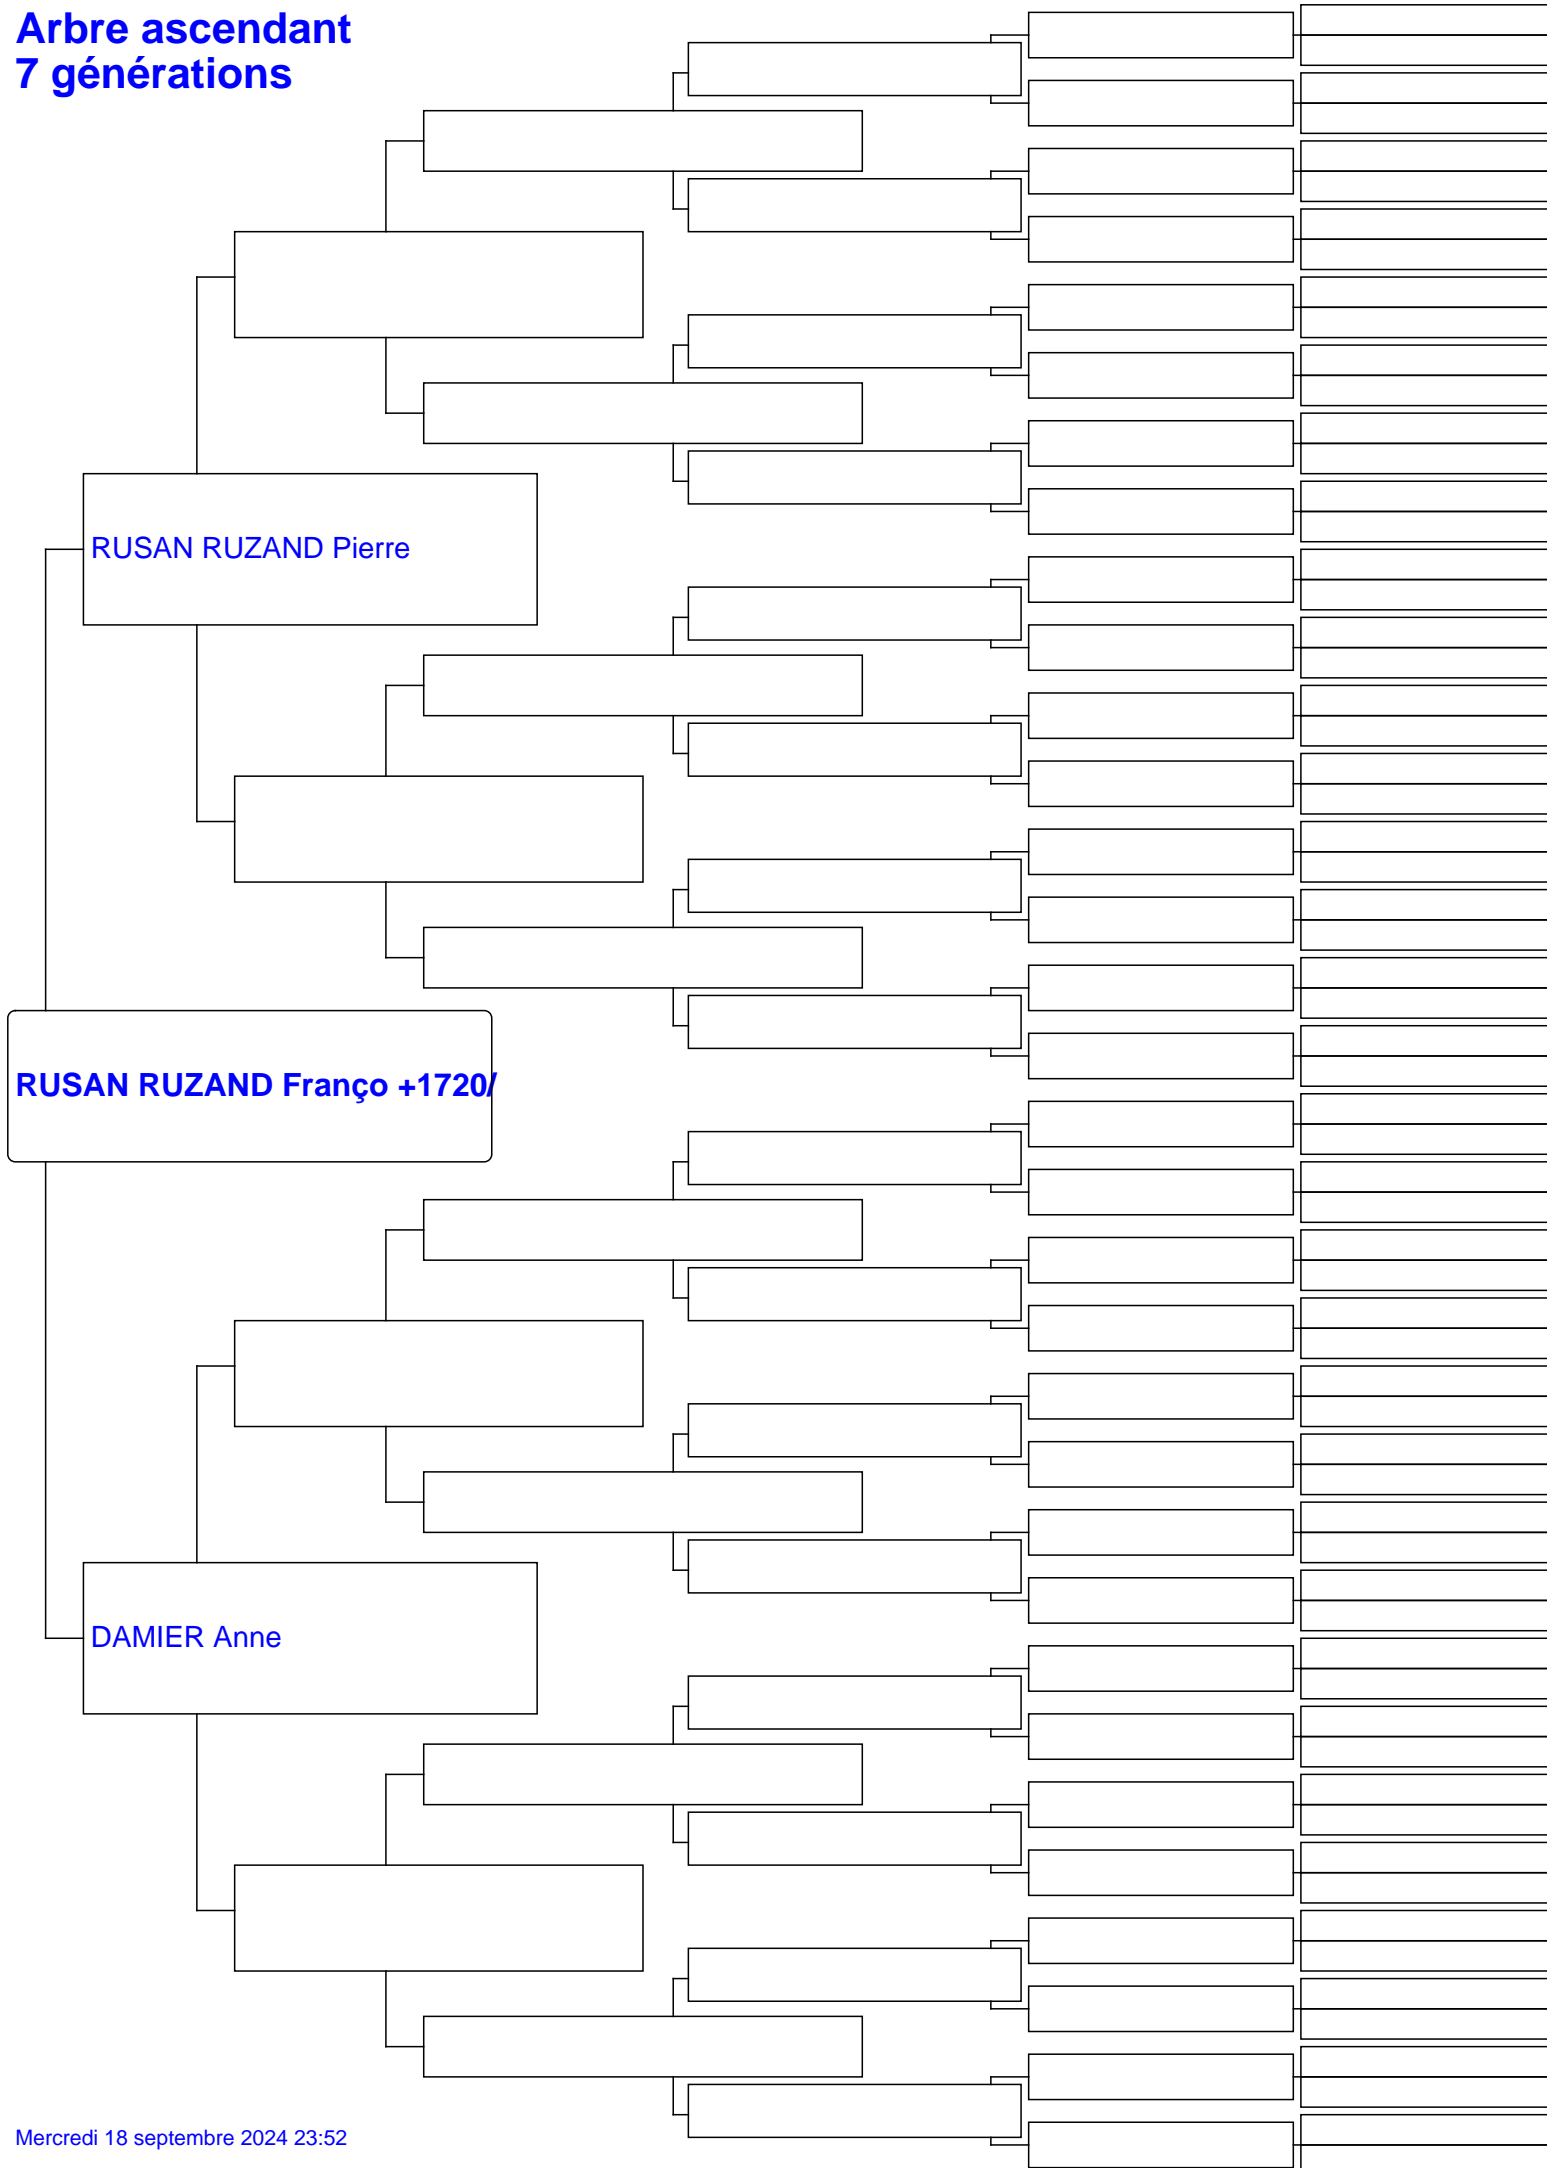 Arbre ascendant
7 générations
RUSAN RUZAND Pierre
RUSAN RUZAND Franço +1720/
DAMIER Anne
Mercredi 18 septembre 2024 23:52